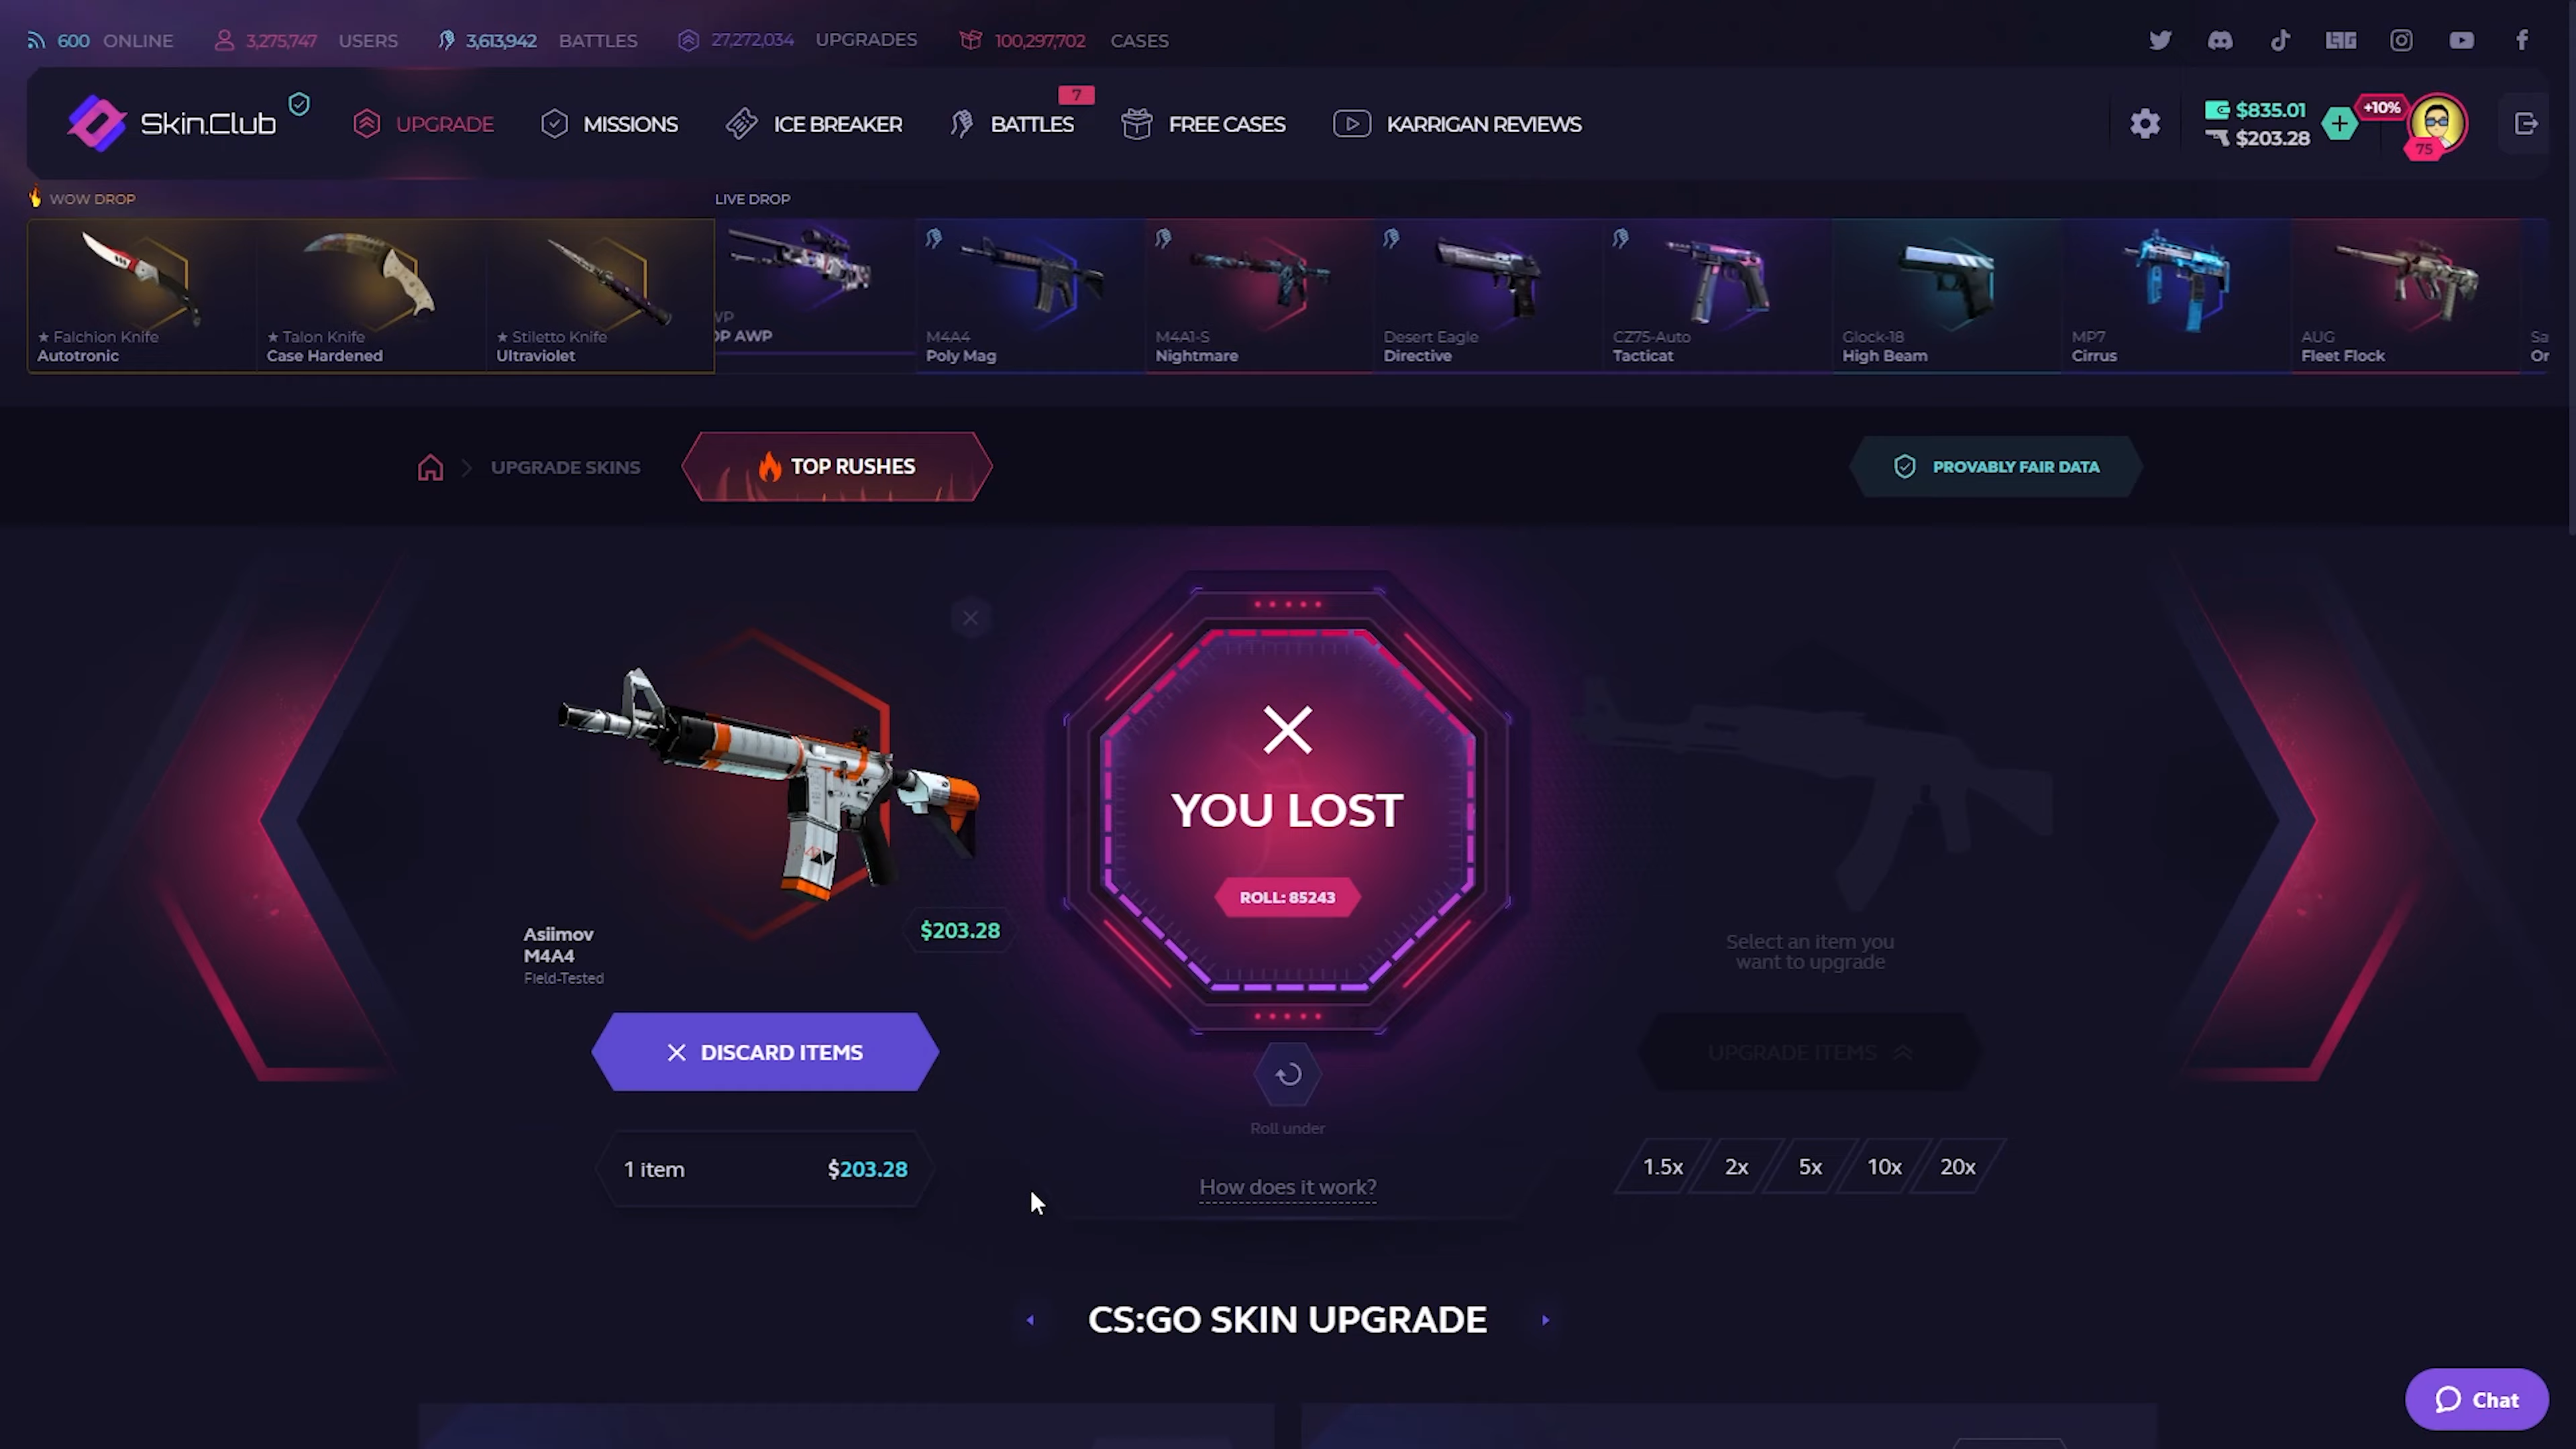 600 ONLINE 3,275,747 USERS 3,613,942 BATTLES 27,272,034 UPGRADES 100,297,702 CASES
Skin.Club UPGRADE MISSIONS ICE BREAKER BATTLES 7 FREE CASES KARRIGAN REVIEWS
$835.01 +10%
$203.28 75
WOW DROP LIVE DROP
★ Falchion Knife
Autotronic
★ Talon Knife
Case Hardened
★ Stiletto Knife
Ultraviolet
WP
OP AWP
M4A4
Poly Mag
M4A1-S
Nightmare
Desert Eagle
Directive
CZ75-Auto
Tacticat
Glock-18
High Beam
MP7
Cirrus
AUG
Fleet Flock
Sa
Or
UPGRADE SKINS TOP RUSHES PROVABLY FAIR DATA
YOU LOST
ROLL: 85243
Asiimov
M4A4
Field-Tested
$203.28
DISCARD ITEMS
1 item $203.28
Roll under
How does it work?
Select an item you
want to upgrade
UPGRADE ITEMS
1.5x 2x 5x 10x 20x
CS:GO SKIN UPGRADE
Chat